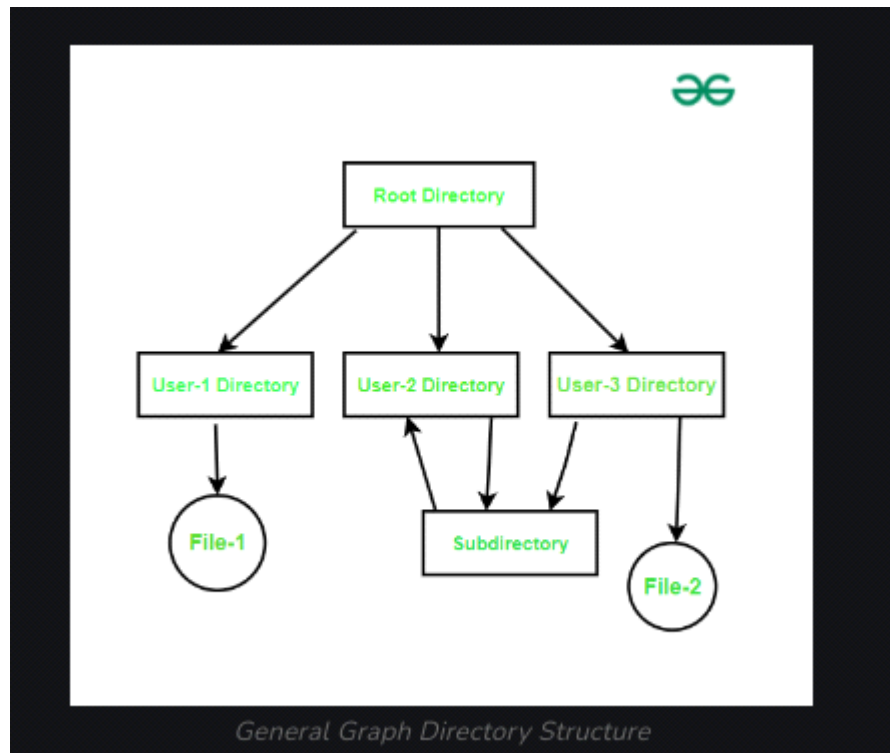 Root Directory
User-1 Directory
User-2 Directory
User-3 Directory
File-1
Subdirectory
File-2
General Graph Directory Structure